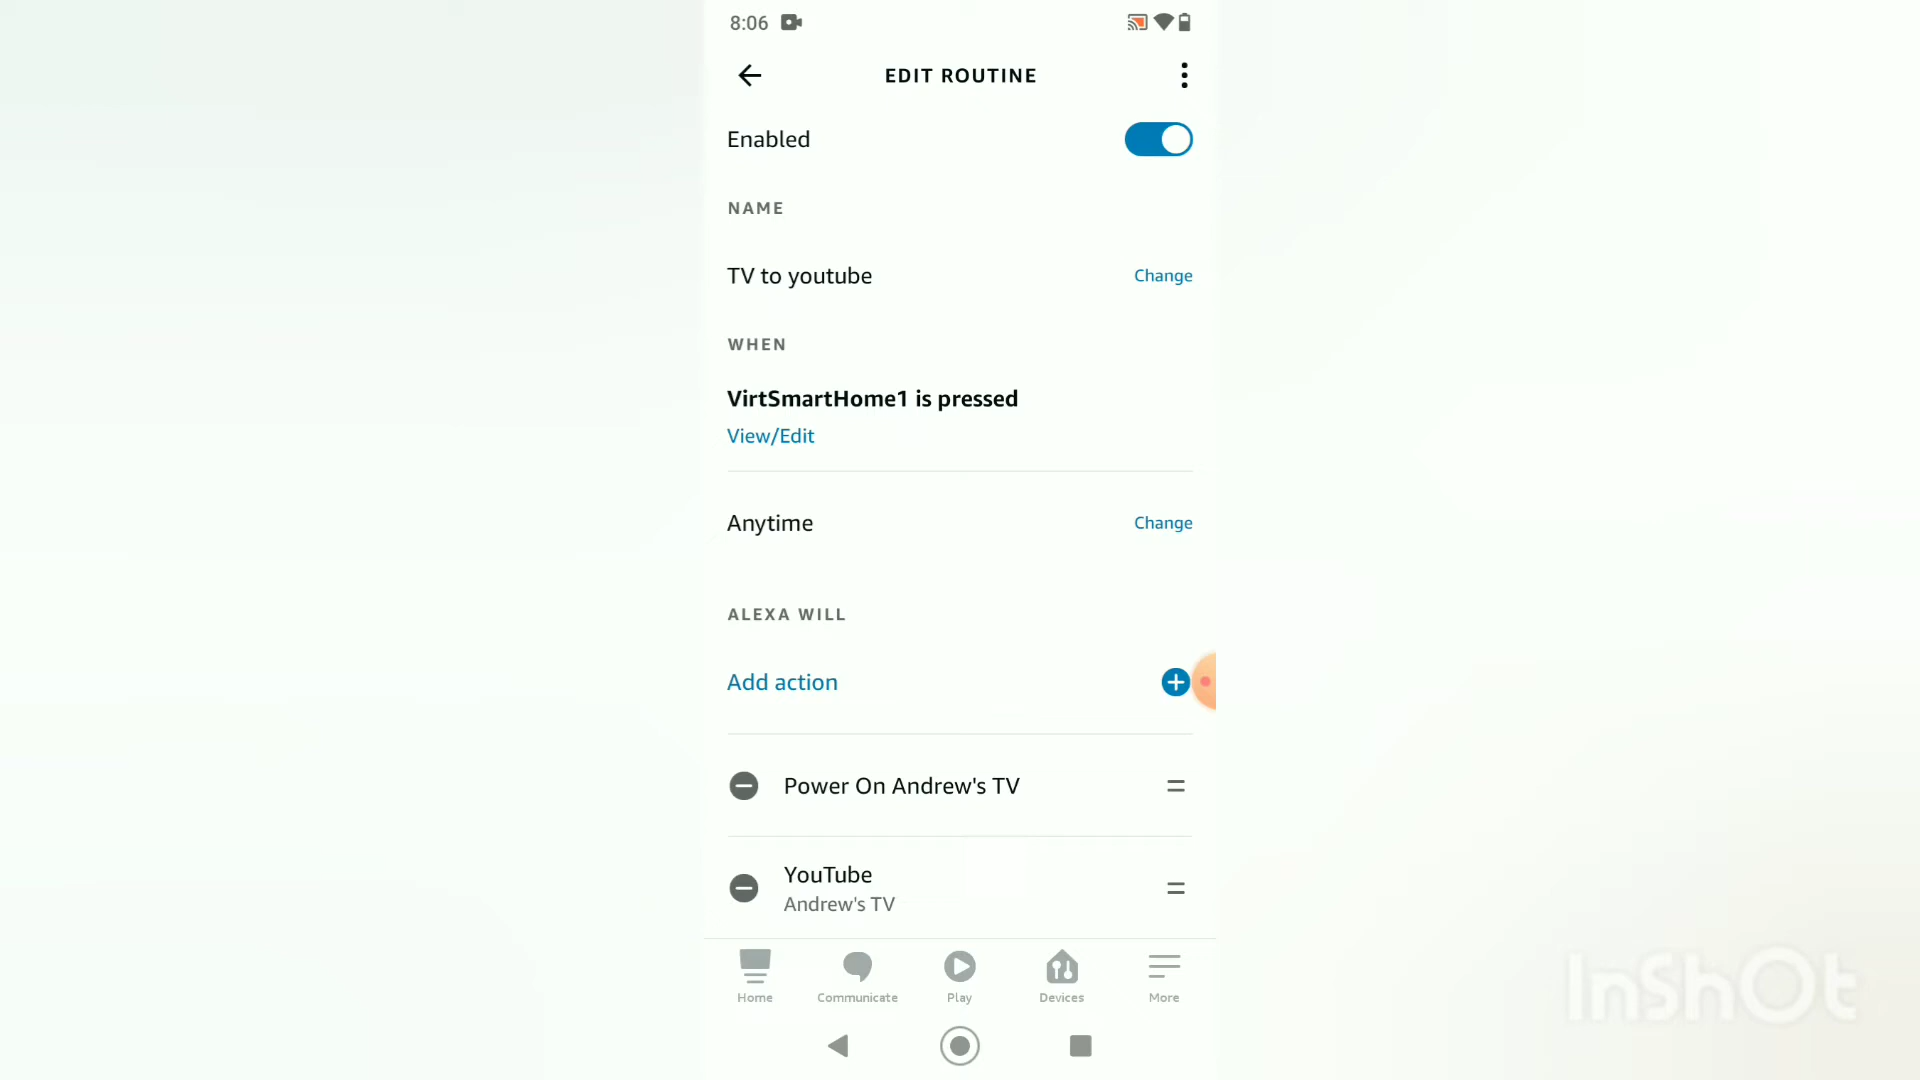 8:06
EDIT ROUTINE
Enabled
NAME
TV to youtube
Change
WHEN
VirtSmartHome1 is pressed
View/Edit
Anytime
Change
ALEXA WILL
Add action
Power On Andrew's TV
YouTube
Andrew's TV
Home
Communicate
Play
Devices
More
InShOt